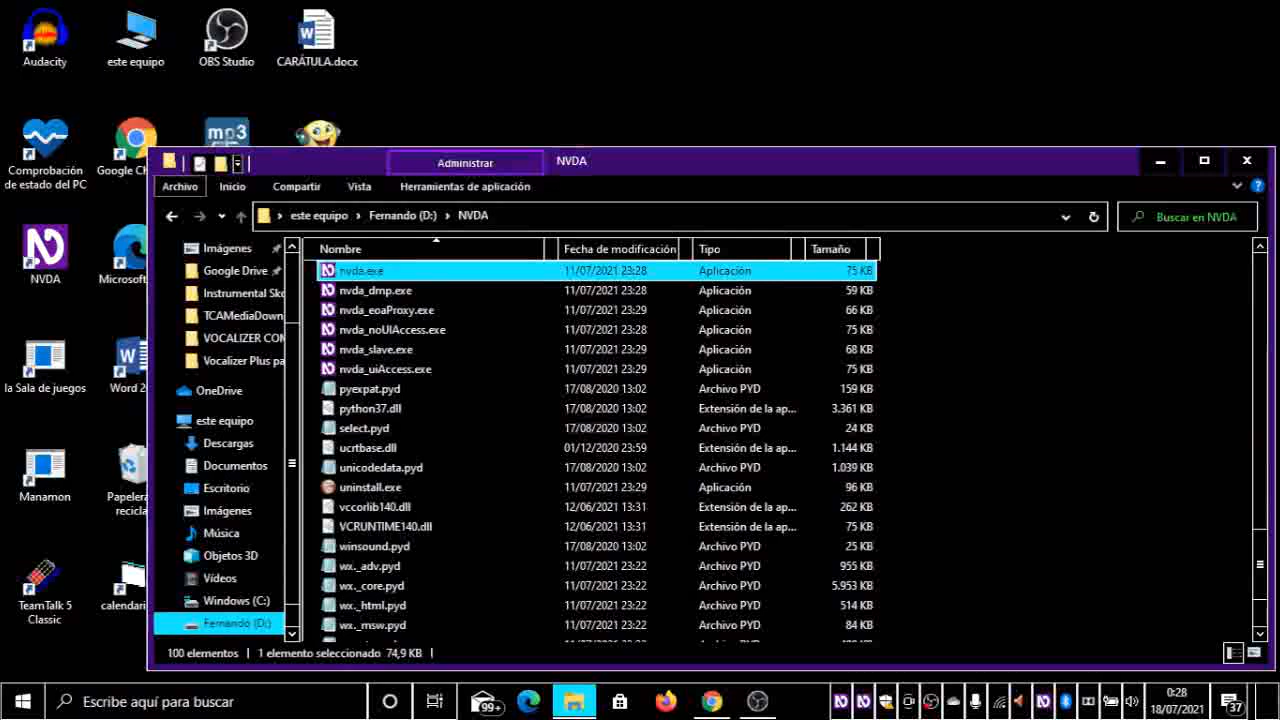 Audacity
este equipo
OBS Studio
CARÁTULA.docx
mp3
Comprobación
de estado del PC
Google Ch
NVDA
Microsof
la Sala de juegos
Word 2
Manamon
Papelera
recicla
TeamTalk 5
Classic
calendari
Administrar
NVDA
Archivo
Inicio
Compartir
Vista
Herramientas de aplicación
este equipo > Fernando (D:) > NVDA
Buscar en NVDA
Imágenes
Google Drive
Instrumental Sko
TCAMediaDown
VOCALIZER COM
Vocalizer Plus pa
OneDrive
este equipo
Descargas
Documentos
Escritorio
Imágenes
Música
Objetos 3D
Vídeos
Windows (C:)
Fernando (D:)
Nombre Fecha de modificación Tipo Tamaño
nvda.exe 11/07/2021 23:28 Aplicación 75 KB
nvda_dmp.exe 11/07/2021 23:28 Aplicación 59 KB
nvda_eoaProxy.exe 11/07/2021 23:29 Aplicación 66 KB
nvda_noUIAccess.exe 11/07/2021 23:28 Aplicación 75 KB
nvda_slave.exe 11/07/2021 23:29 Aplicación 68 KB
nvda_uiAccess.exe 11/07/2021 23:29 Aplicación 75 KB
pyexpat.pyd 17/08/2020 13:02 Archivo PYD 159 KB
python37.dll 17/08/2020 13:02 Extensión de la ap... 3.361 KB
select.pyd 17/08/2020 13:02 Archivo PYD 24 KB
ucrtbase.dll 01/12/2020 23:59 Extensión de la ap... 1.144 KB
unicodedata.pyd 17/08/2020 13:02 Archivo PYD 1.039 KB
uninstall.exe 11/07/2021 23:29 Aplicación 96 KB
vccorlib140.dll 12/06/2021 13:31 Extensión de la ap... 262 KB
VCRUNTIME140.dll 12/06/2021 13:31 Extensión de la ap... 75 KB
winsound.pyd 17/08/2020 13:02 Archivo PYD 25 KB
wx._adv.pyd 11/07/2021 23:22 Archivo PYD 955 KB
wx._core.pyd 11/07/2021 23:22 Archivo PYD 5.953 KB
wx._html.pyd 11/07/2021 23:22 Archivo PYD 514 KB
wx._msw.pyd 11/07/2021 23:22 Archivo PYD 84 KB
100 elementos
1 elemento seleccionado 74,9 KB
Escribe aquí para buscar
99+
0:28
18/07/2021
37